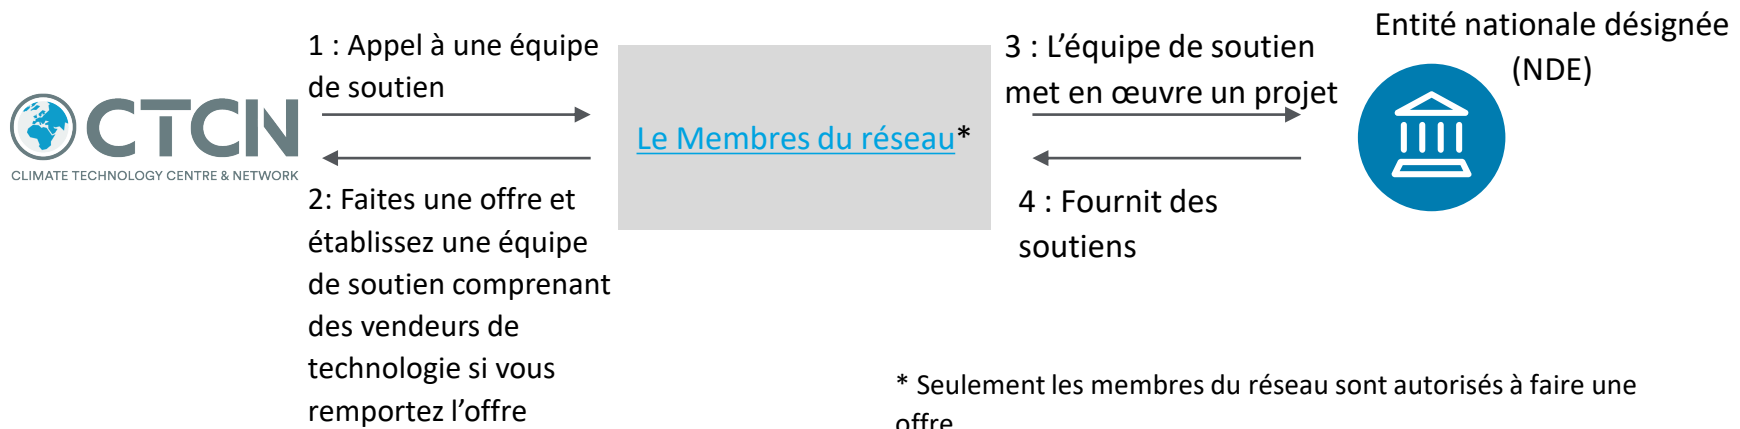 CTCN
CLIMATE TECHNOLOGY CENTRE & NETWORK
1 : Appel à une équipe
de soutien
2: Faites une offre et
établissez une équipe
de soutien comprenant
des vendeurs de
technologie si vous
remportez l’offre
Le Membres du réseau*
3 : L’équipe de soutien
met en œuvre un projet
4 : Fournit des
soutiens
Entité nationale désignée
(NDE)
* Seulement les membres du réseau sont autorisés à faire une
offre